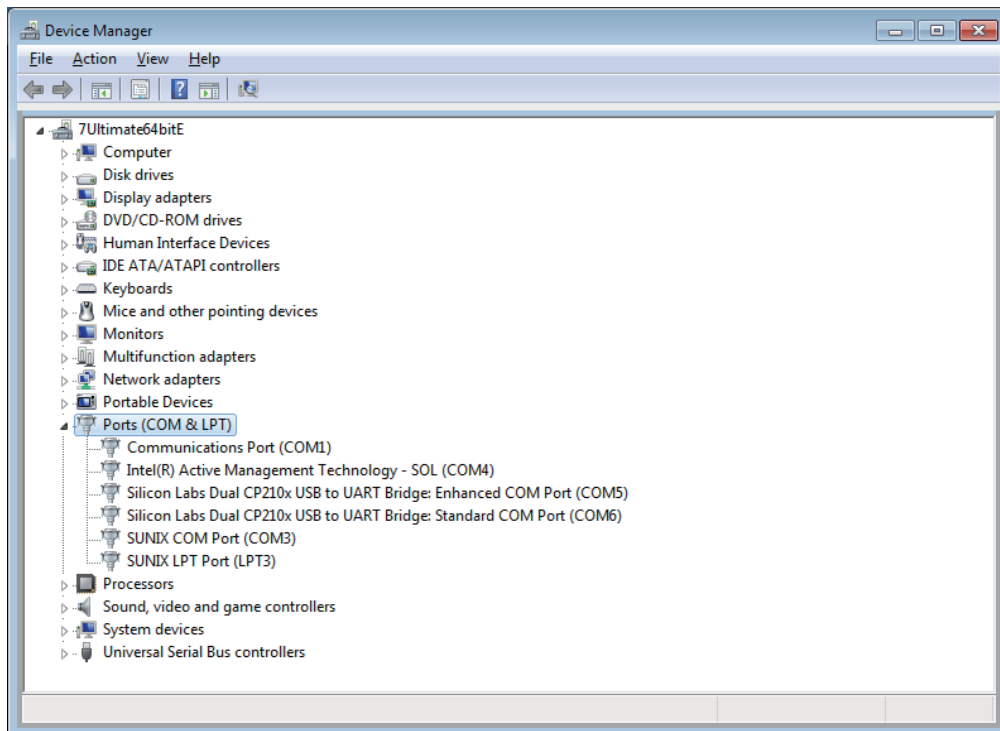 Device Manager
File Action View Help
7Ultimate64bitE
Computer
Disk drives
Display adapters
DVD/CD-ROM drives
Human Interface Devices
IDE ATA/ATAPI controllers
Keyboards
Mice and other pointing devices
Monitors
Multifunction adapters
Network adapters
Portable Devices
Ports (COM & LPT)
Communications Port (COM1)
Intel(R) Active Management Technology - SOL (COM4)
Silicon Labs Dual CP210x USB to UART Bridge: Enhanced COM Port (COM5)
Silicon Labs Dual CP210x USB to UART Bridge: Standard COM Port (COM6)
SUNIX COM Port (COM3)
SUNIX LPT Port (LPT3)
Processors
Sound, video and game controllers
System devices
Universal Serial Bus controllers